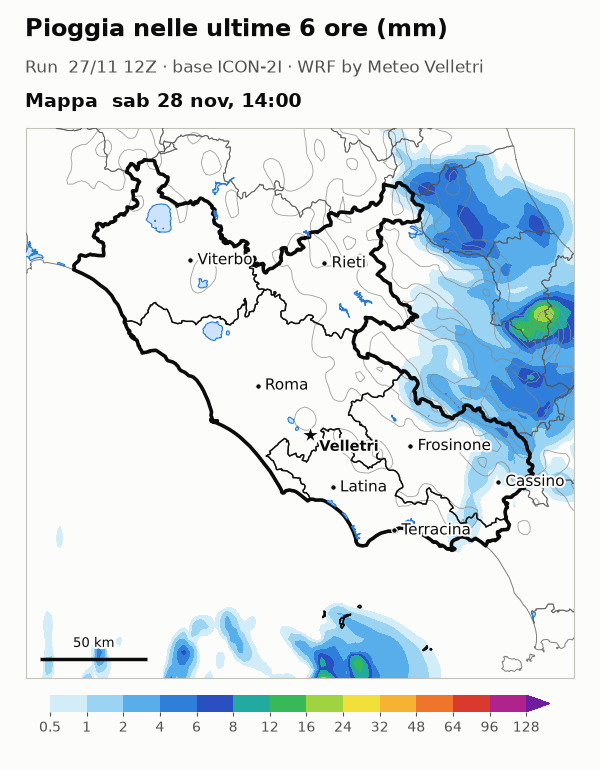 Pioggia nelle ultime 6 ore (mm)
Run  27/11 12Z · base ICON-2I · WRF by Meteo Velletri
Mappa  sab 28 nov, 14:00
Viterbo
Rieti
Roma
Velletri
Frosinone
Latina
Cassino
Terracina
50 km
0.5 1 2 4 6 8 12 16 24 32 48 64 96 128